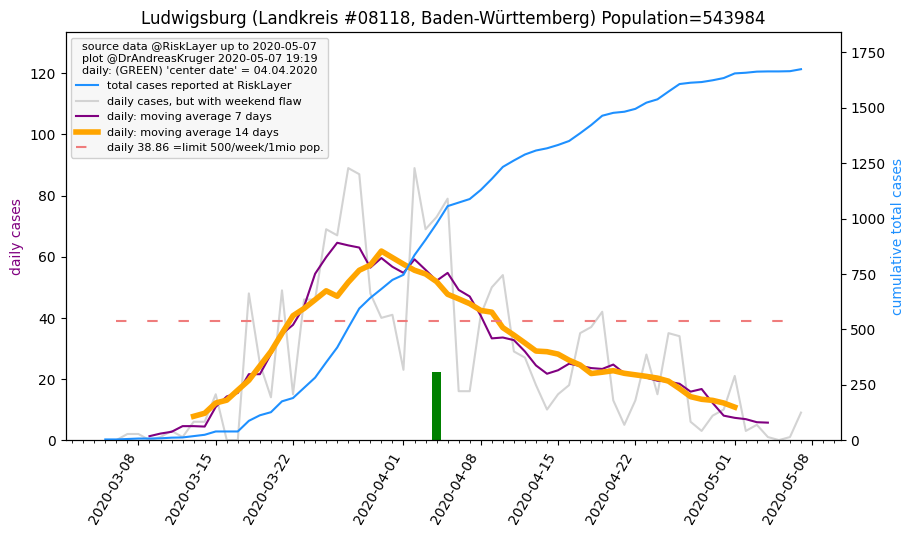 Ludwigsburg (Landkreis #08118, Baden-Württemberg) Population=543984
source data @RiskLayer up to 2020-05-07
plot @DrAndreasKruger 2020-05-07 19:19
daily: (GREEN) 'center date' = 04.04.2020
total cases reported at RiskLayer
daily cases, but with weekend flaw
daily: moving average 7 days
daily: moving average 14 days
daily 38.86 =limit 500/week/1mio pop.
daily cases
0
20
40
60
80
100
120
cumulative total cases
0
250
500
750
1000
1250
1500
1750
2020-03-08
2020-03-15
2020-03-22
2020-04-01
2020-04-08
2020-04-15
2020-04-22
2020-05-01
2020-05-08